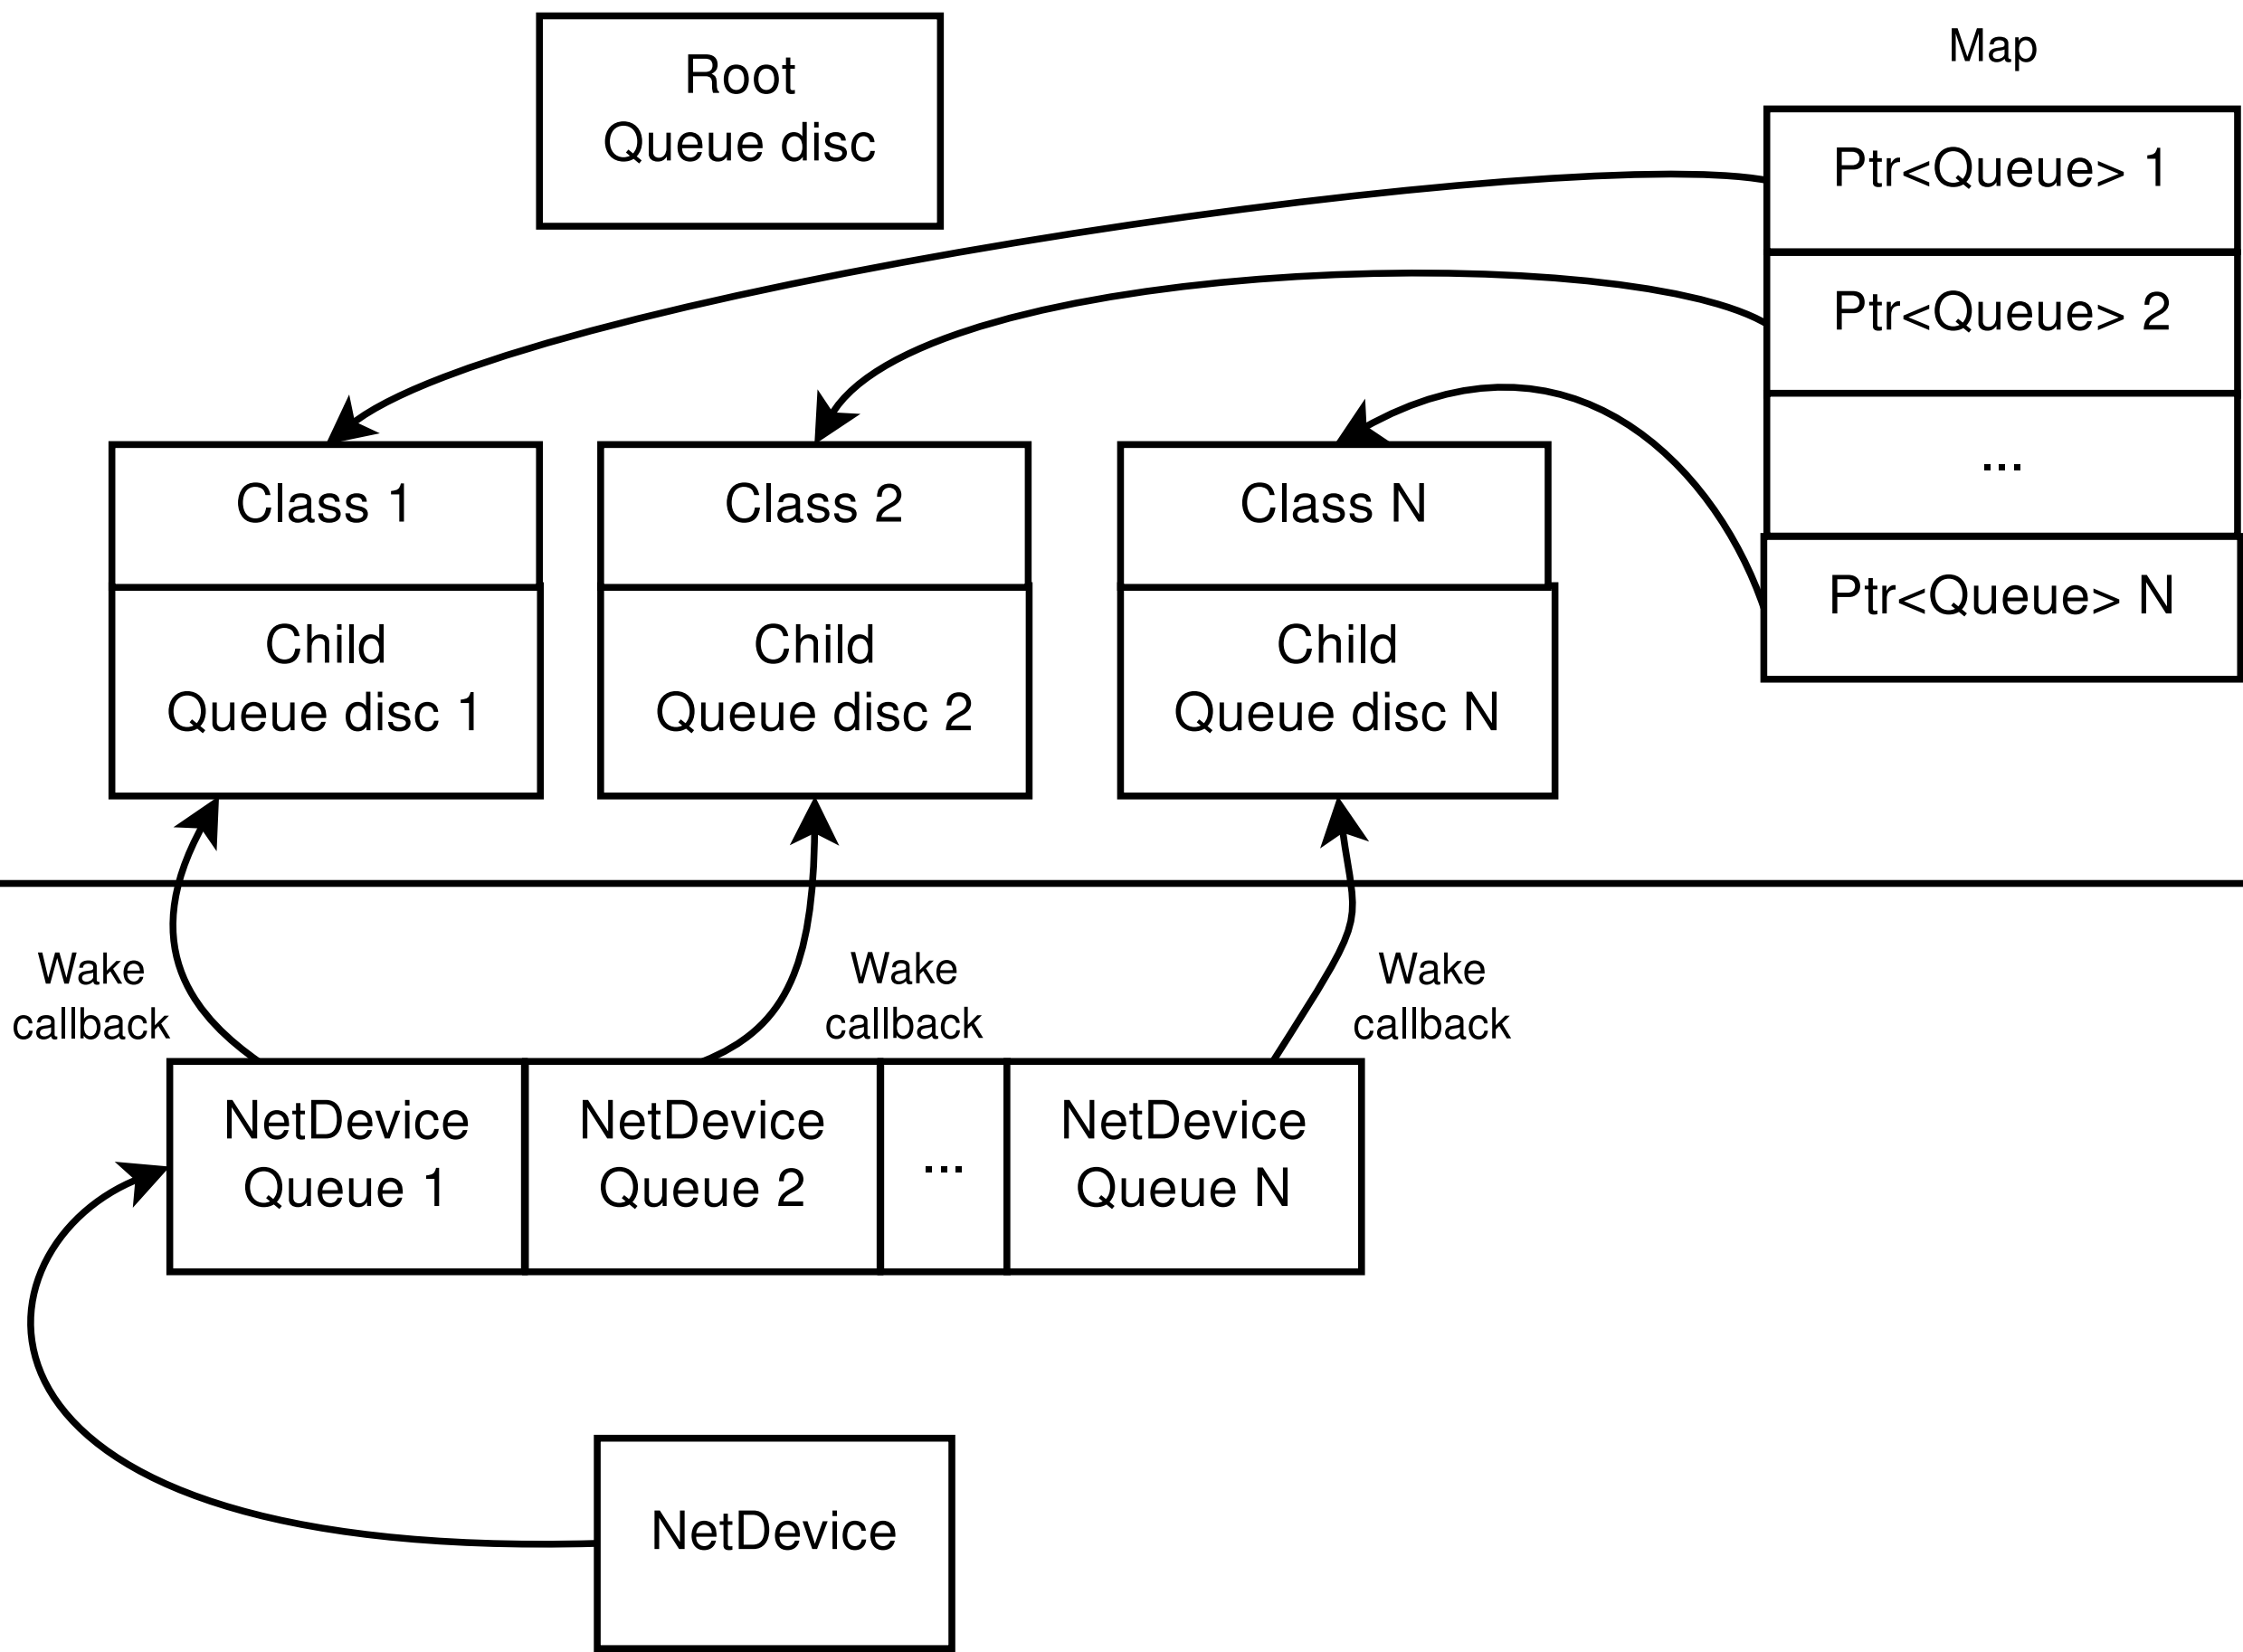 Root
Queue disc
Map
Ptr<Queue> 1
Ptr<Queue> 2
...
Ptr<Queue> N
Class 1
Class 2
Class N
Child
Queue disc 1
Child
Queue disc 2
Child
Queue disc N
Wake
callback
Wake
callback
Wake
callback
NetDevice
Queue 1
NetDevice
Queue 2
...
NetDevice
Queue N
NetDevice